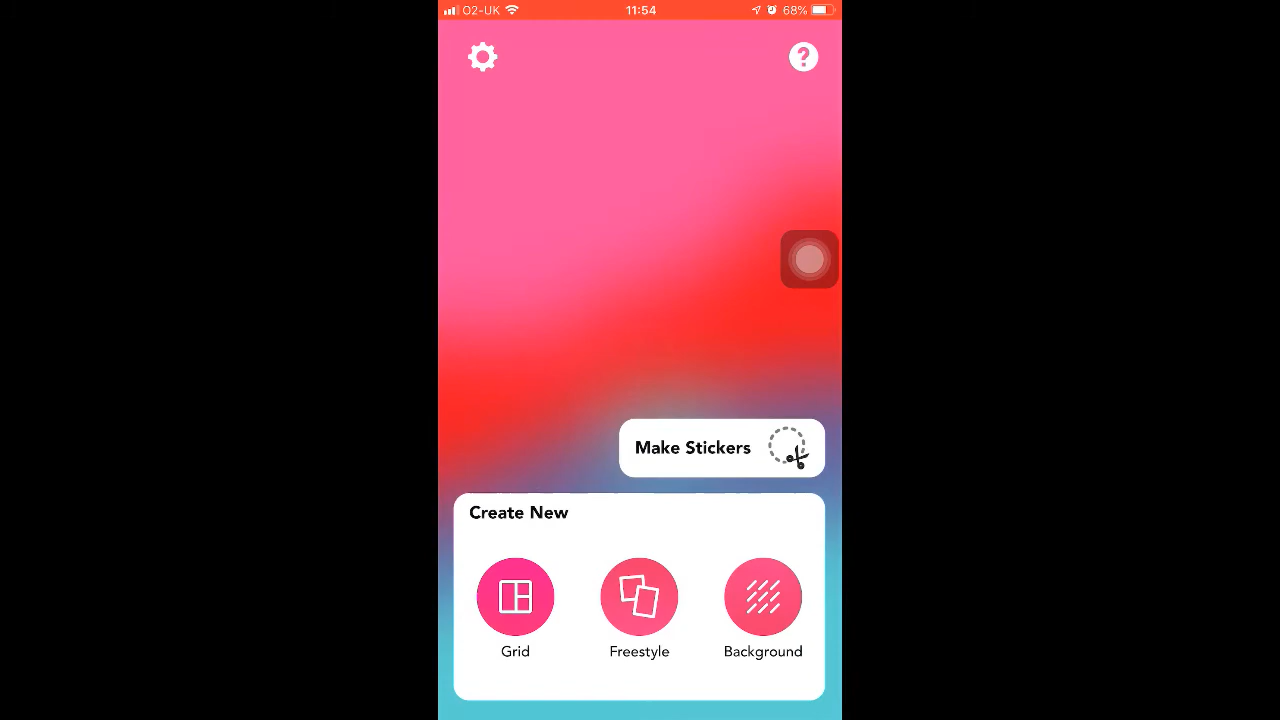 O2-UK 11:54 68%
?
Make Stickers
Create New
Grid Freestyle Background